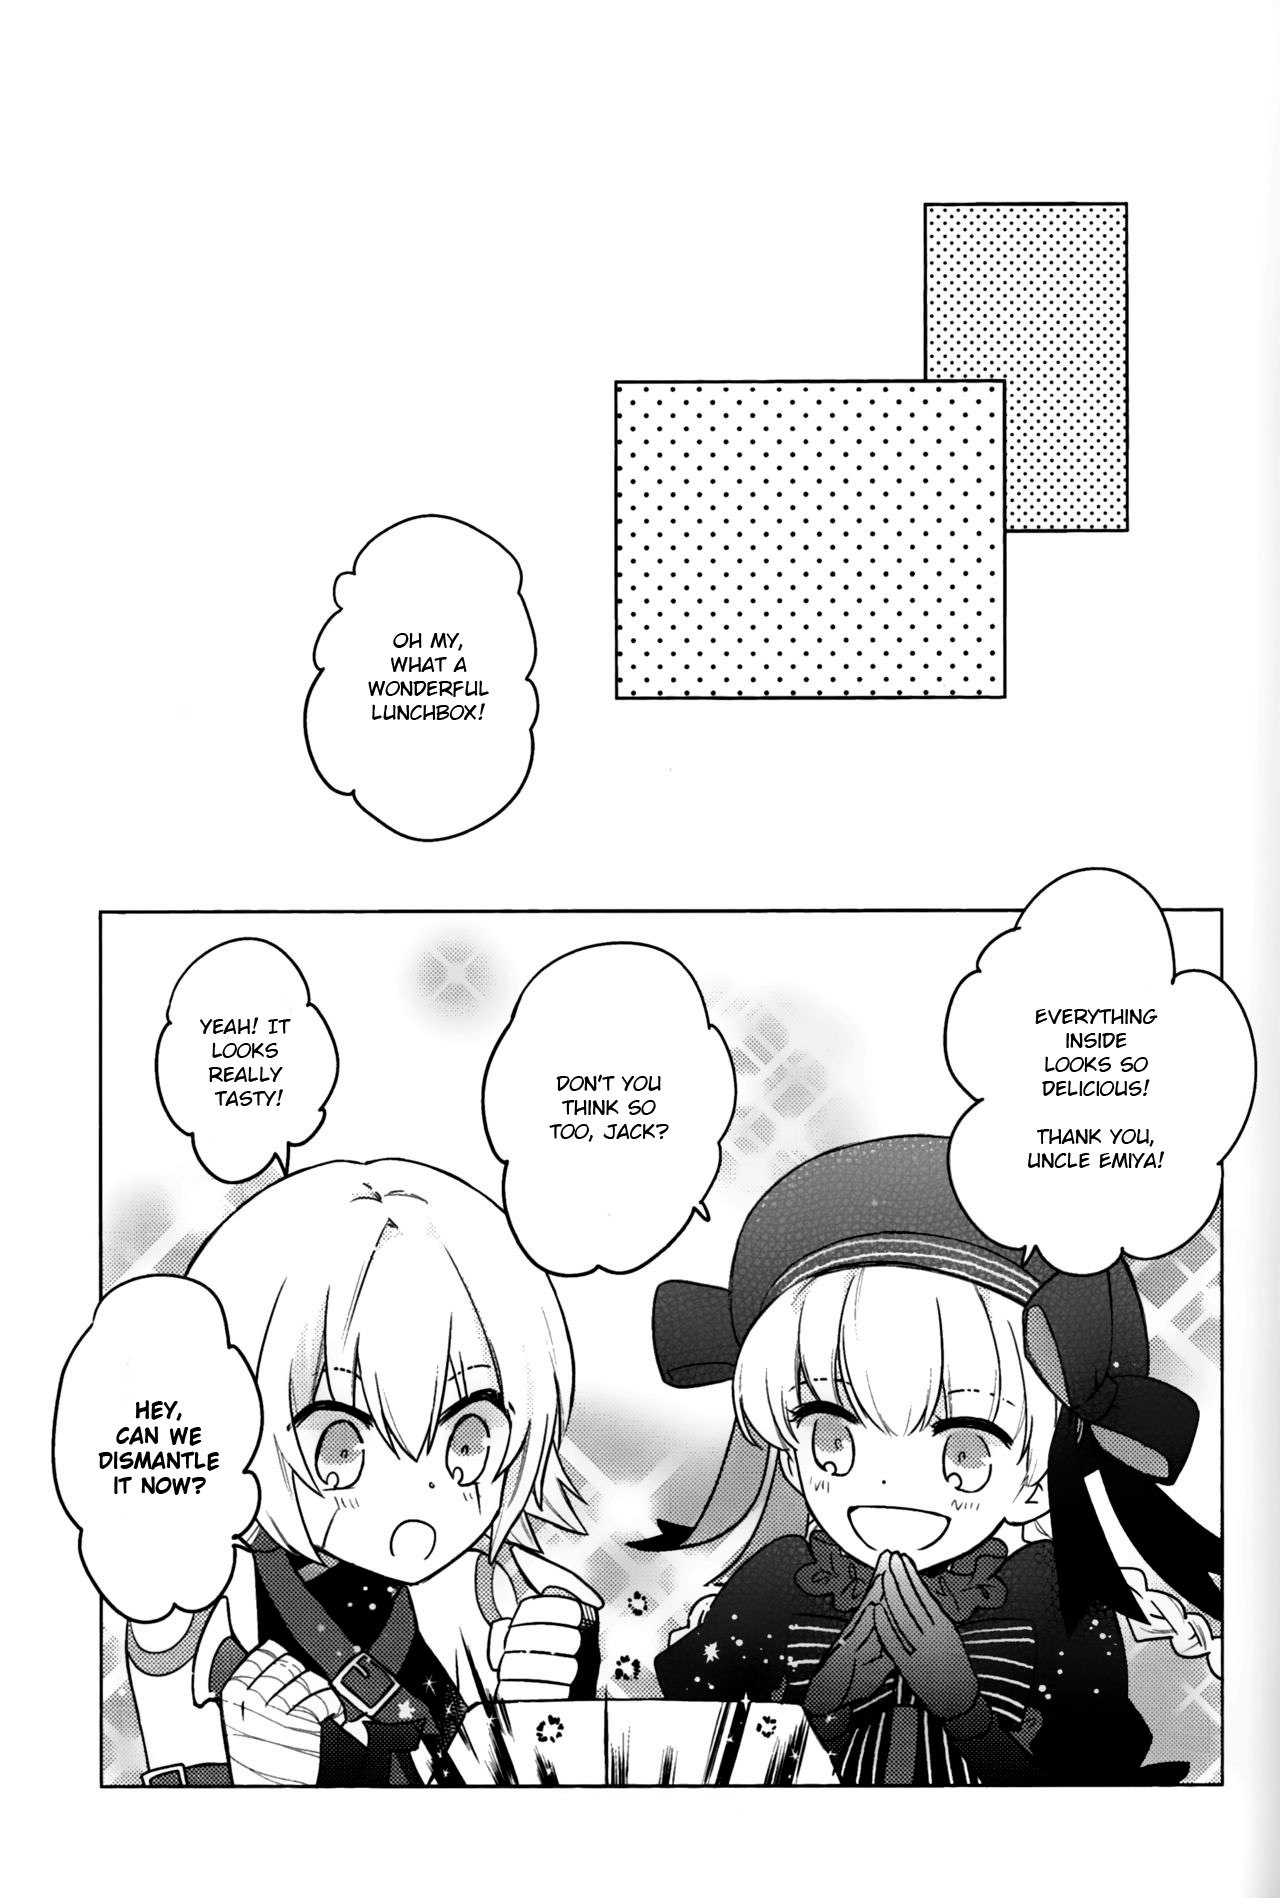 OH MY,
WHAT A
WONDERFUL
LUNCHBOX!
EVERYTHING
INSIDE
LOOKS SO
DELICIOUS!
THANK YOU,
UNCLE EMIYA!
DON'T YOU
THINK SO
TOO, JACK?
YEAH! IT
LOOKS
REALLY
TASTY!
HEY,
CAN WE
DISMANTLE
IT NOW?